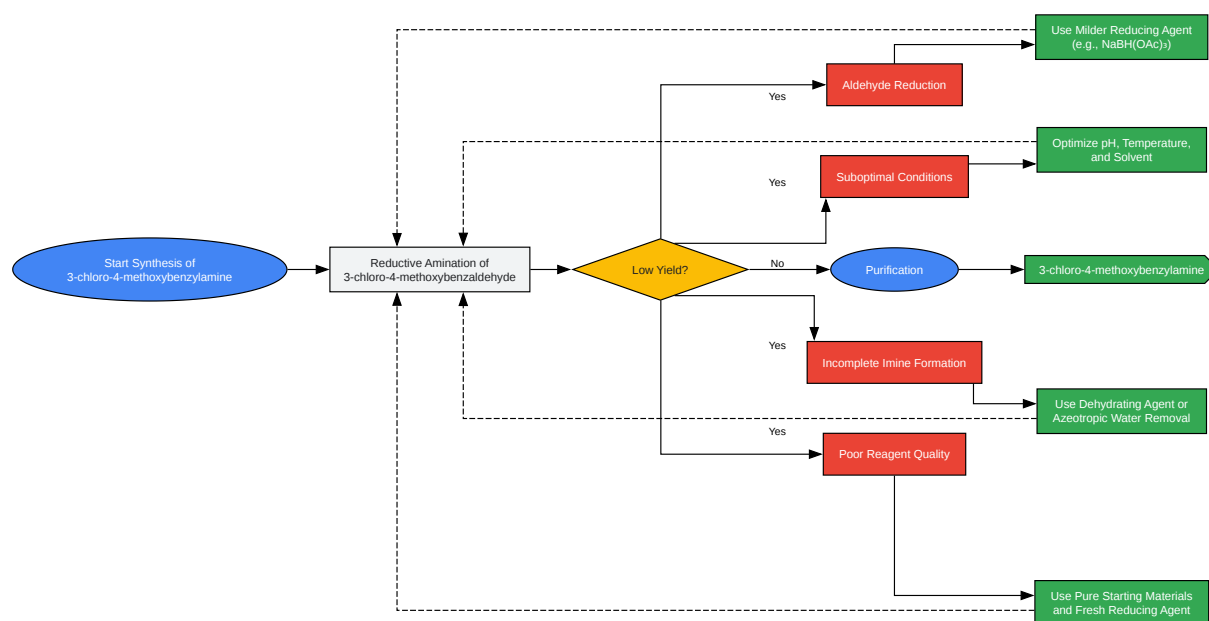 Use Milder Reducing Agent
(e.g., NaBH(OAc)₃)
Aldehyde Reduction
Yes
Optimize pH, Temperature,
and Solvent
Suboptimal Conditions
Yes
Start Synthesis of
3-chloro-4-methoxybenzylamine
Reductive Amination of
3-chloro-4-methoxybenzaldehyde
Low Yield?
No
Purification
3-chloro-4-methoxybenzylamine
Yes
Incomplete Imine Formation
Use Dehydrating Agent or
Azeotropic Water Removal
Yes
Poor Reagent Quality
Use Pure Starting Materials
and Fresh Reducing Agent